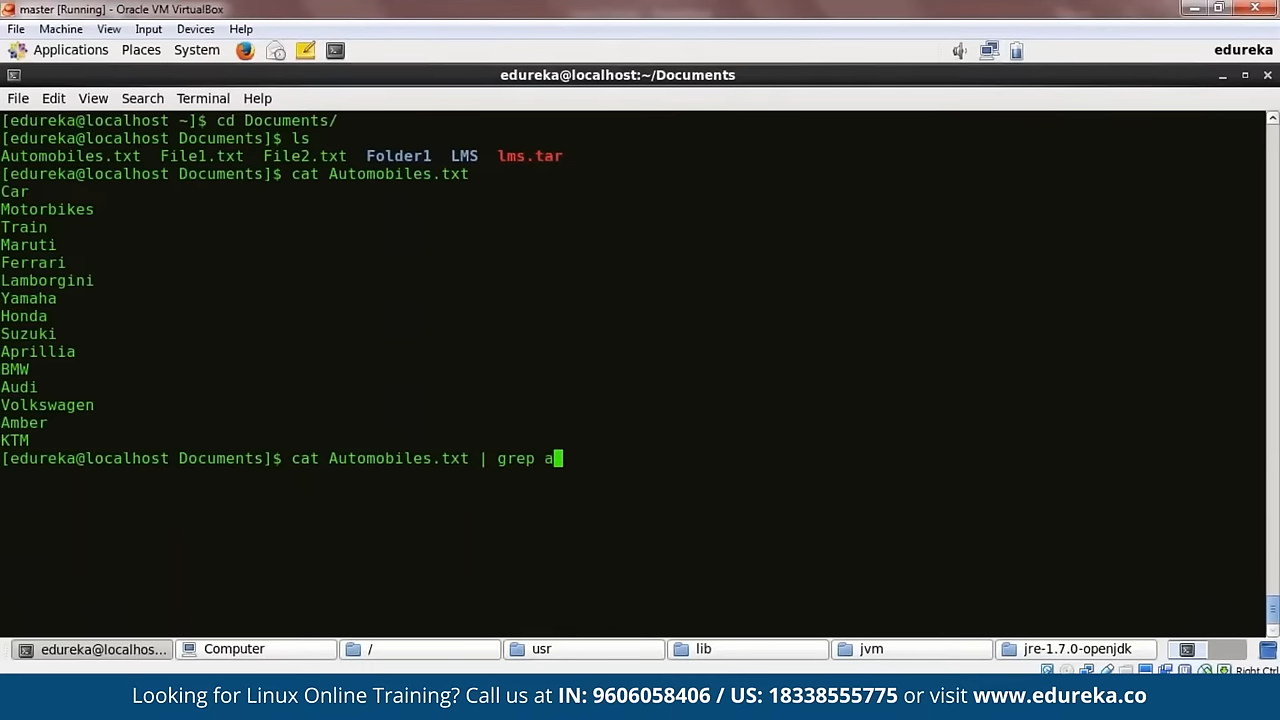 master [Running] - Oracle VM VirtualBox
File Machine View Input Devices Help
Applications Places System edureka
edureka@localhost:~/Documents
File Edit View Search Terminal Help
[edureka@localhost ~]$ cd Documents/
[edureka@localhost Documents]$ ls
Automobiles.txt File1.txt File2.txt Folder1 LMS lms.tar
[edureka@localhost Documents]$ cat Automobiles.txt
Car
Motorbikes
Train
Maruti
Ferrari
Lamborgini
Yamaha
Honda
Suzuki
Aprillia
BMW
Audi
Volkswagen
Amber
KTM
[edureka@localhost Documents]$ cat Automobiles.txt | grep a
edureka@localhos... Computer / usr lib jvm jre-1.7.0-openjdk
Right Ctrl
Looking for Linux Online Training? Call us at IN: 9606058406 / US: 18338555775 or visit www.edureka.co